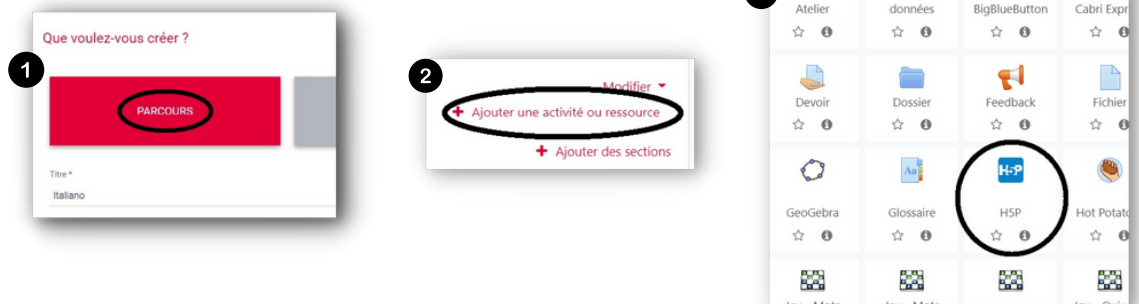 1
Que voulez-vous créer ?
PARCOURS
Titre *
Italiano
2
Modifier
Ajouter une activité ou ressource
Ajouter des sections
Atelier données BigBlueButton Cabri Expr
Devoir Dossier Feedback Fichier
Aa
H5P
GeoGebra Glossaire H5P Hot Potato